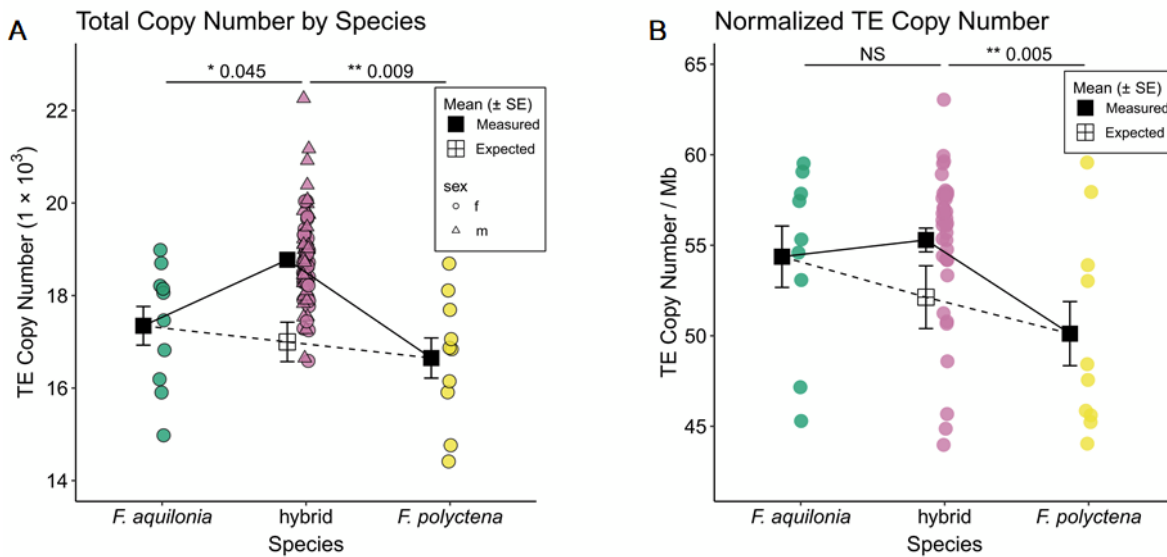 A
Total Copy Number by Species
* 0.045
** 0.009
Mean (± SE)
Measured
Expected
sex
f
m
TE Copy Number (1 × 10³)
22
20
18
16
14
F. aquilonia
hybrid
F. polyctena
Species
B
Normalized TE Copy Number
NS
** 0.005
Mean (± SE)
Measured
Expected
TE Copy Number / Mb
65
60
55
50
45
F. aquilonia
hybrid
F. polyctena
Species